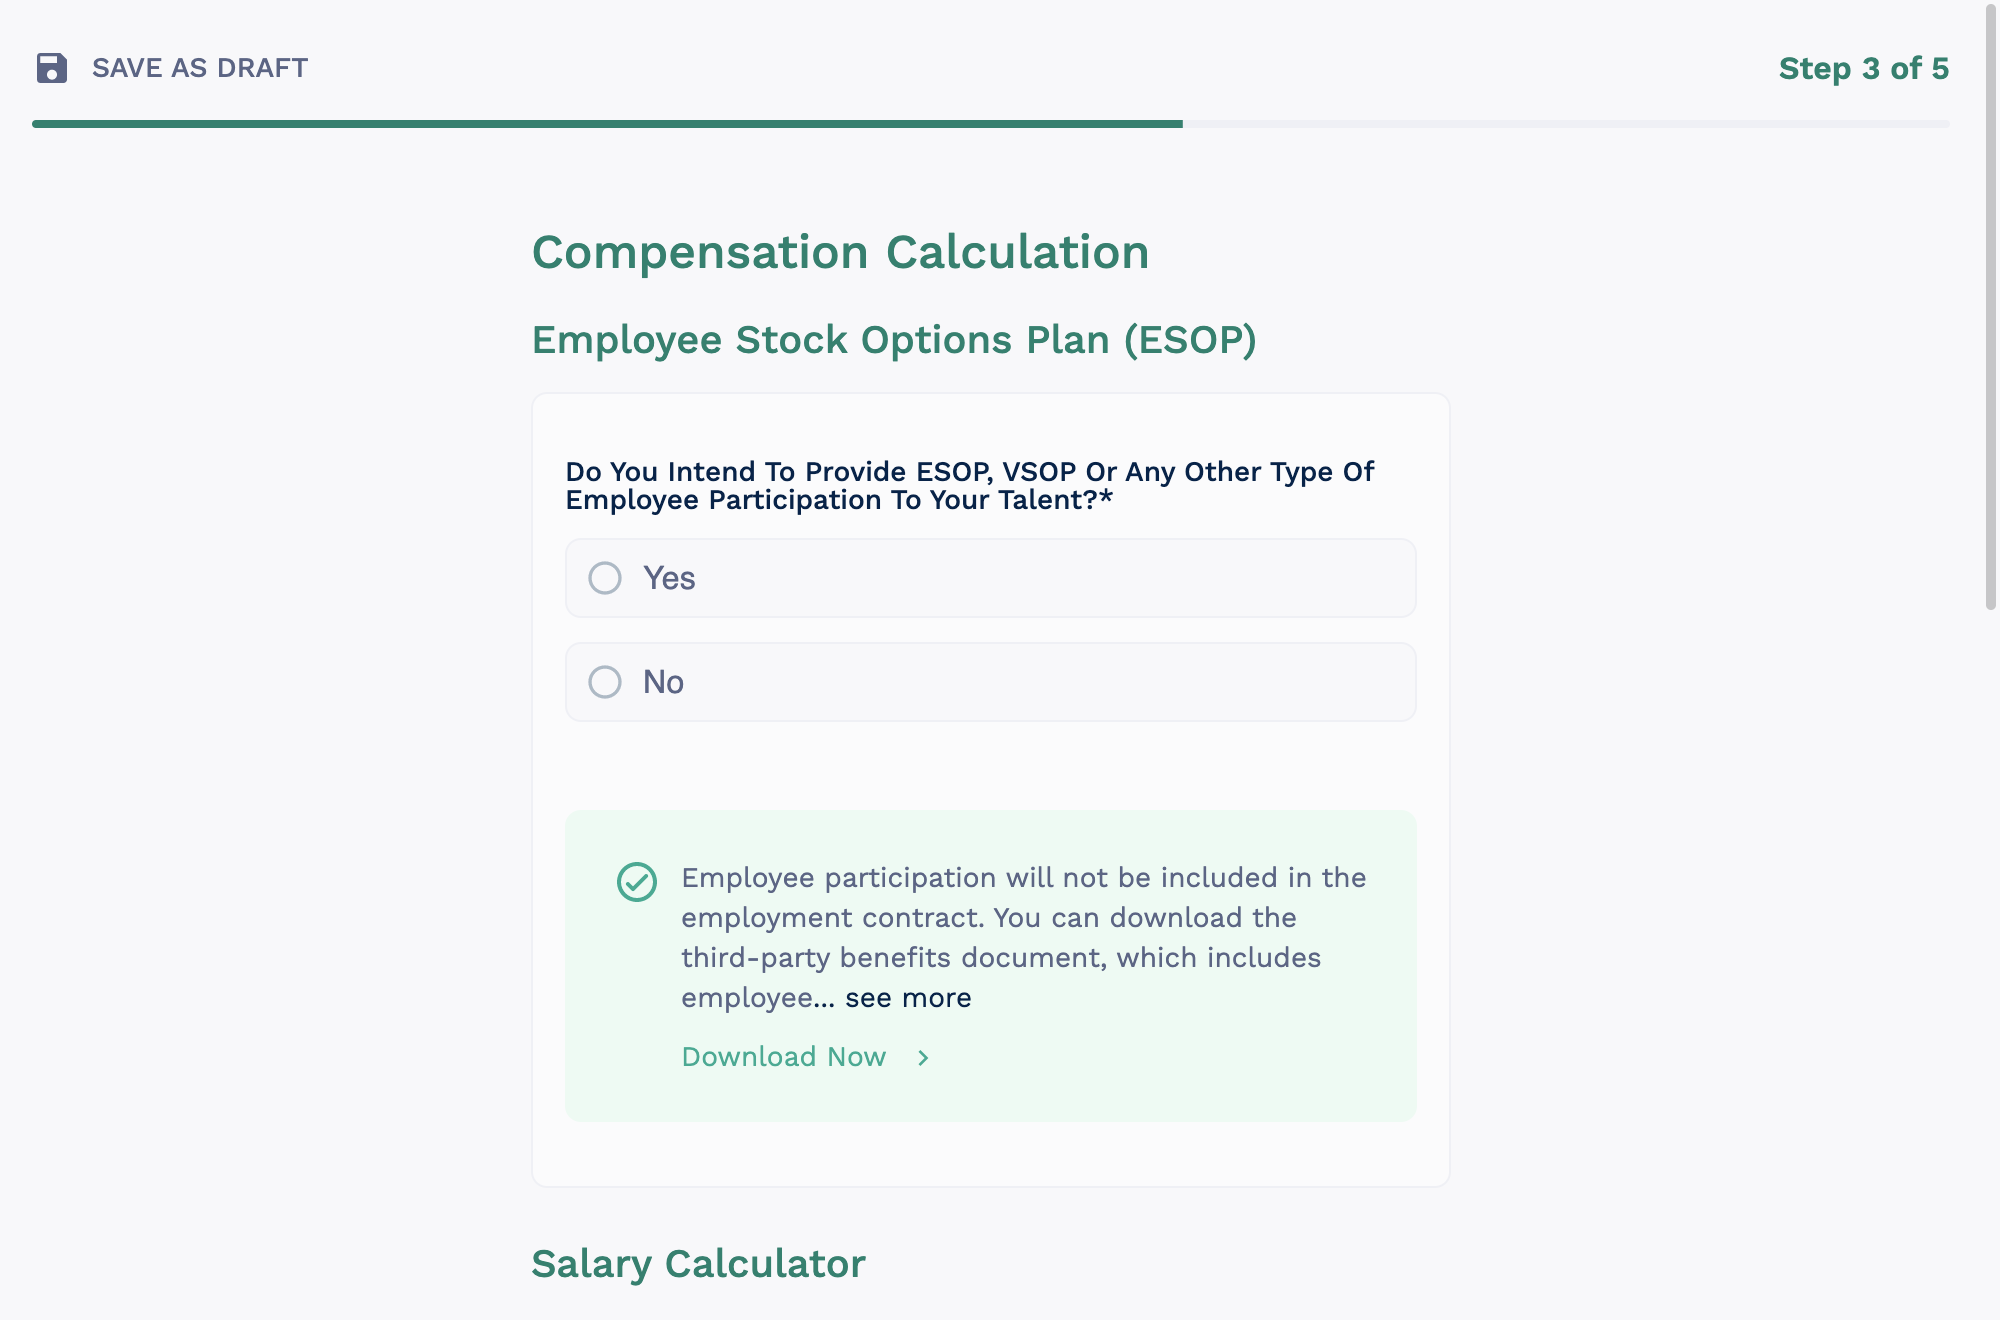 SAVE AS DRAFT
Step 3 of 5
Compensation Calculation
Employee Stock Options Plan (ESOP)
Do You Intend To Provide ESOP, VSOP Or Any Other Type Of
Employee Participation To Your Talent?*
Yes
No
Employee participation will not be included in the
employment contract. You can download the
third-party benefits document, which includes
employee... see more
Download Now
Salary Calculator